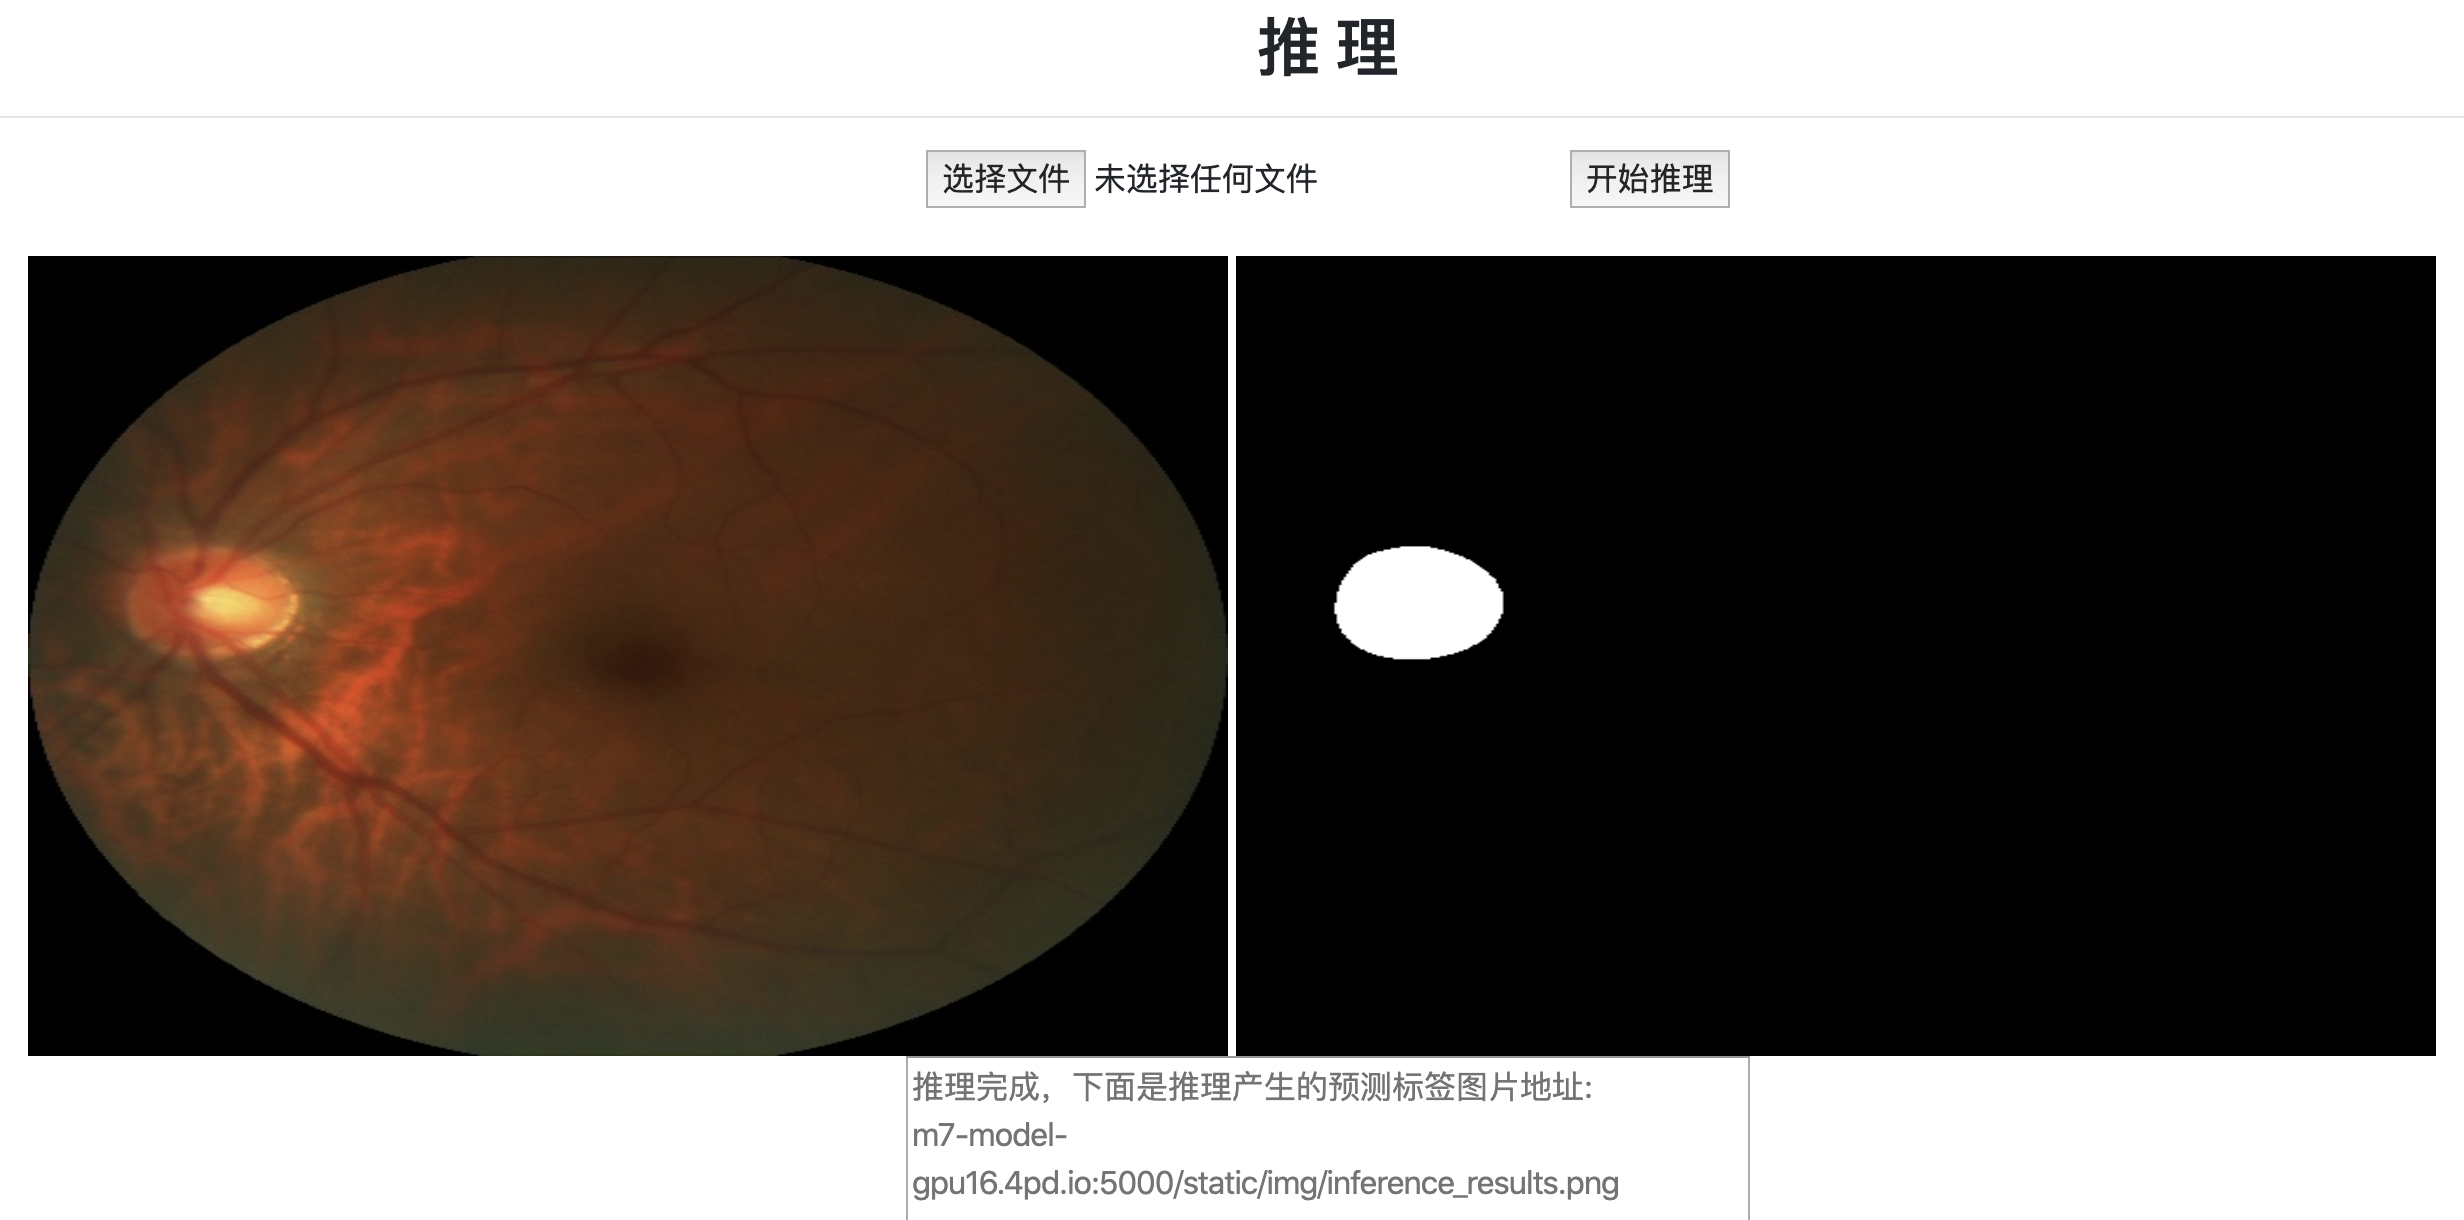 推 理
选择文件 未选择任何文件 开始推理
推理完成，下面是推理产生的预测标签图片地址:
m7-model-
gpu16.4pd.io:5000/static/img/inference_results.png